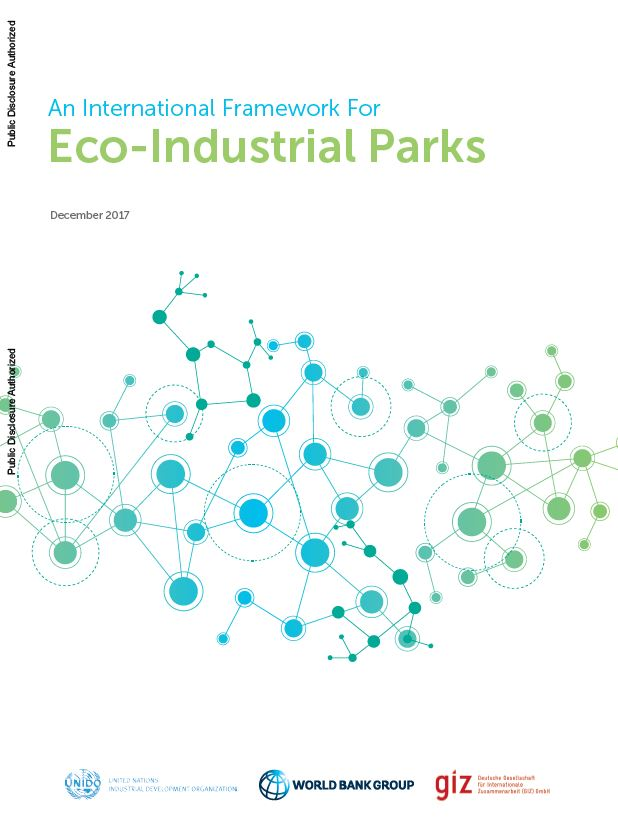 Public Disclosure Authorized
An International Framework For
Eco-Industrial Parks
December 2017
Public Disclosure Authorized
UNIDO
UNITED NATIONS
INDUSTRIAL DEVELOPMENT ORGANIZATION
WORLD BANK GROUP
giz
Deutsche Gesellschaft
für Internationale
Zusammenarbeit (GIZ) GmbH